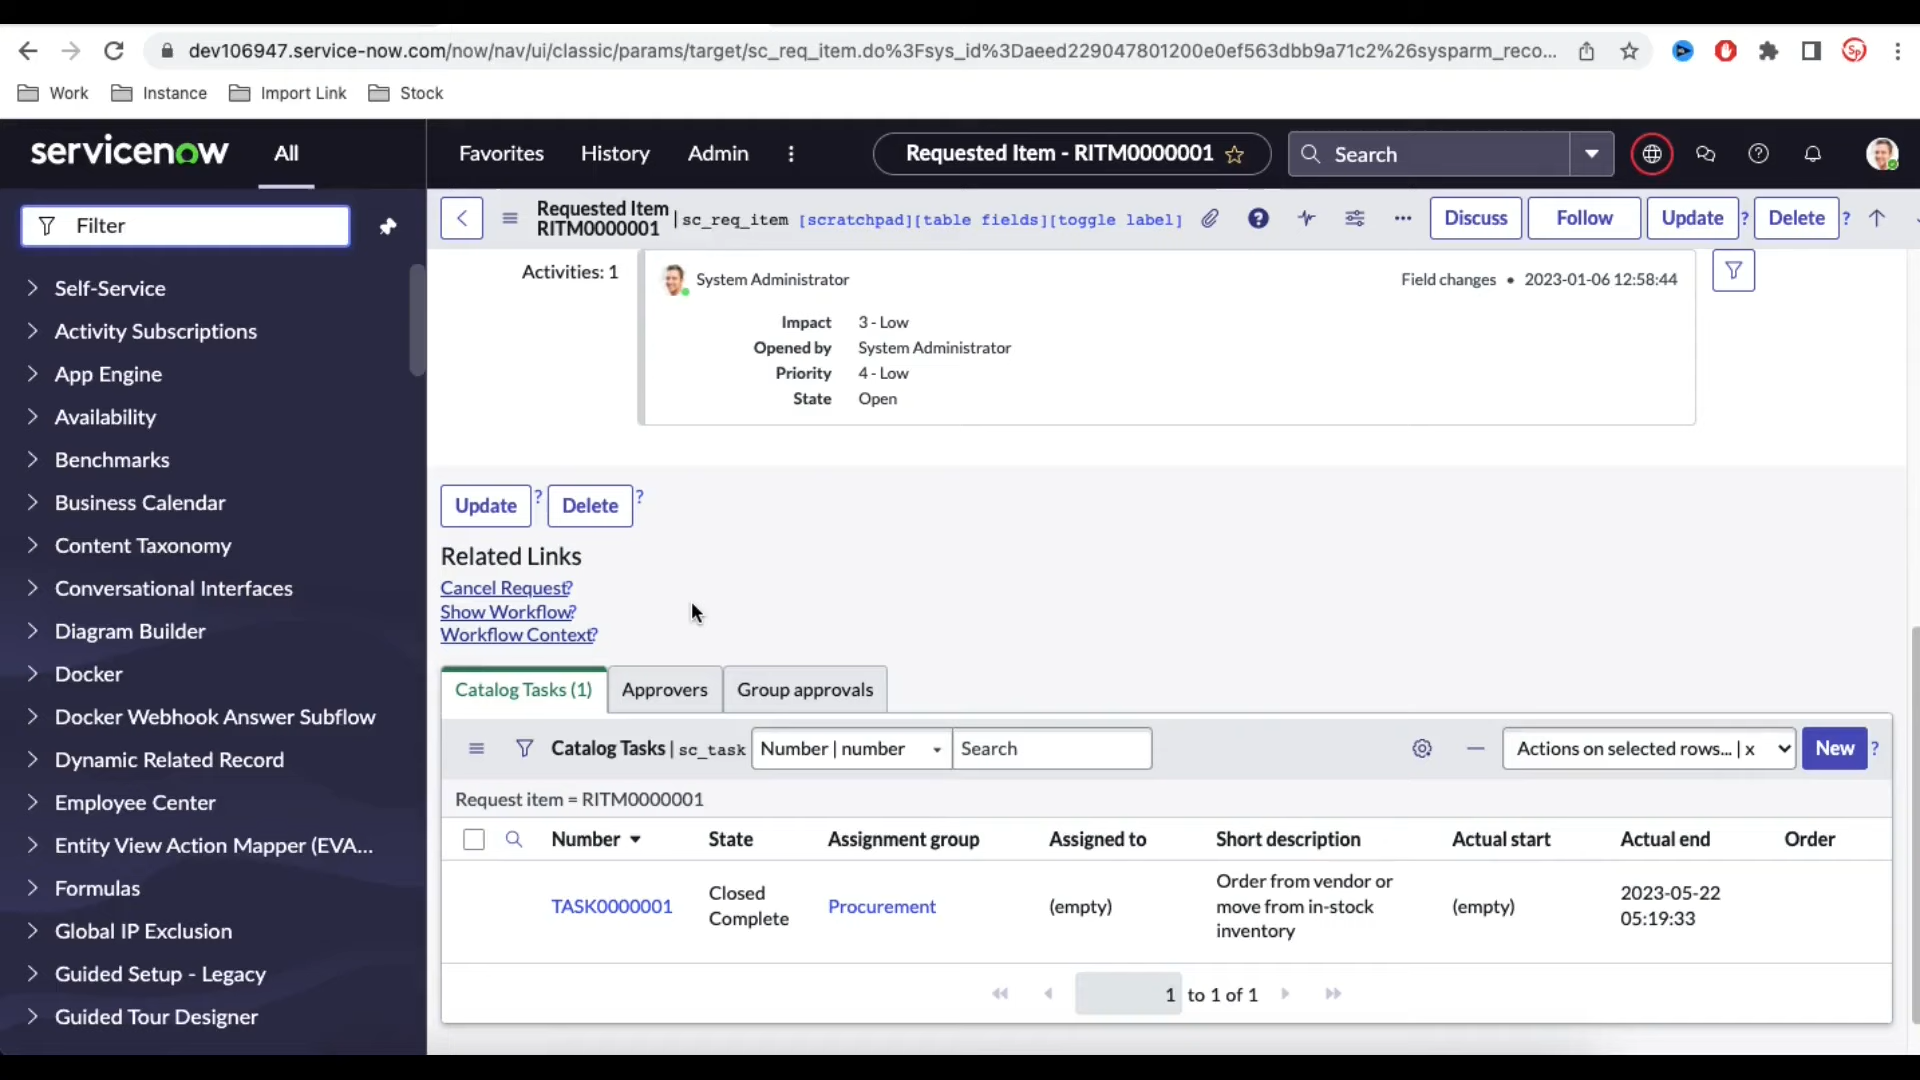 dev106947.service-now.com/now/nav/ui/classic/params/target/sc_req_item.do%3Fsys_id%3Daeed229047801200e0ef563dbb9a71c2%26sysparm_reco...
Work Instance Import Link Stock
servicenow All Favorites History Admin Requested Item - RITM0000001 Search
Filter
Self-Service
Activity Subscriptions
App Engine
Availability
Benchmarks
Business Calendar
Content Taxonomy
Conversational Interfaces
Diagram Builder
Docker
Docker Webhook Answer Subflow
Dynamic Related Record
Employee Center
Entity View Action Mapper (EVA...
Formulas
Global IP Exclusion
Guided Setup - Legacy
Guided Tour Designer
Requested Item
RITM0000001 |sc_req_item [scratchpad][table fields][toggle label] Discuss Follow Update ? Delete ?
Activities: 1 System Administrator Field changes • 2023-01-06 12:58:44
Impact 3 - Low
Opened by System Administrator
Priority 4 - Low
State Open
Update ? Delete ?
Related Links
Cancel Request?
Show Workflow?
Workflow Context?
Catalog Tasks (1) Approvers Group approvals
Catalog Tasks | sc_task Number | number Search Actions on selected rows... | x New ?
Request item = RITM0000001
Number State Assignment group Assigned to Short description Actual start Actual end Order
TASK0000001 Closed Complete Procurement (empty) Order from vendor or move from in-stock inventory (empty) 2023-05-22 05:19:33
1 to 1 of 1